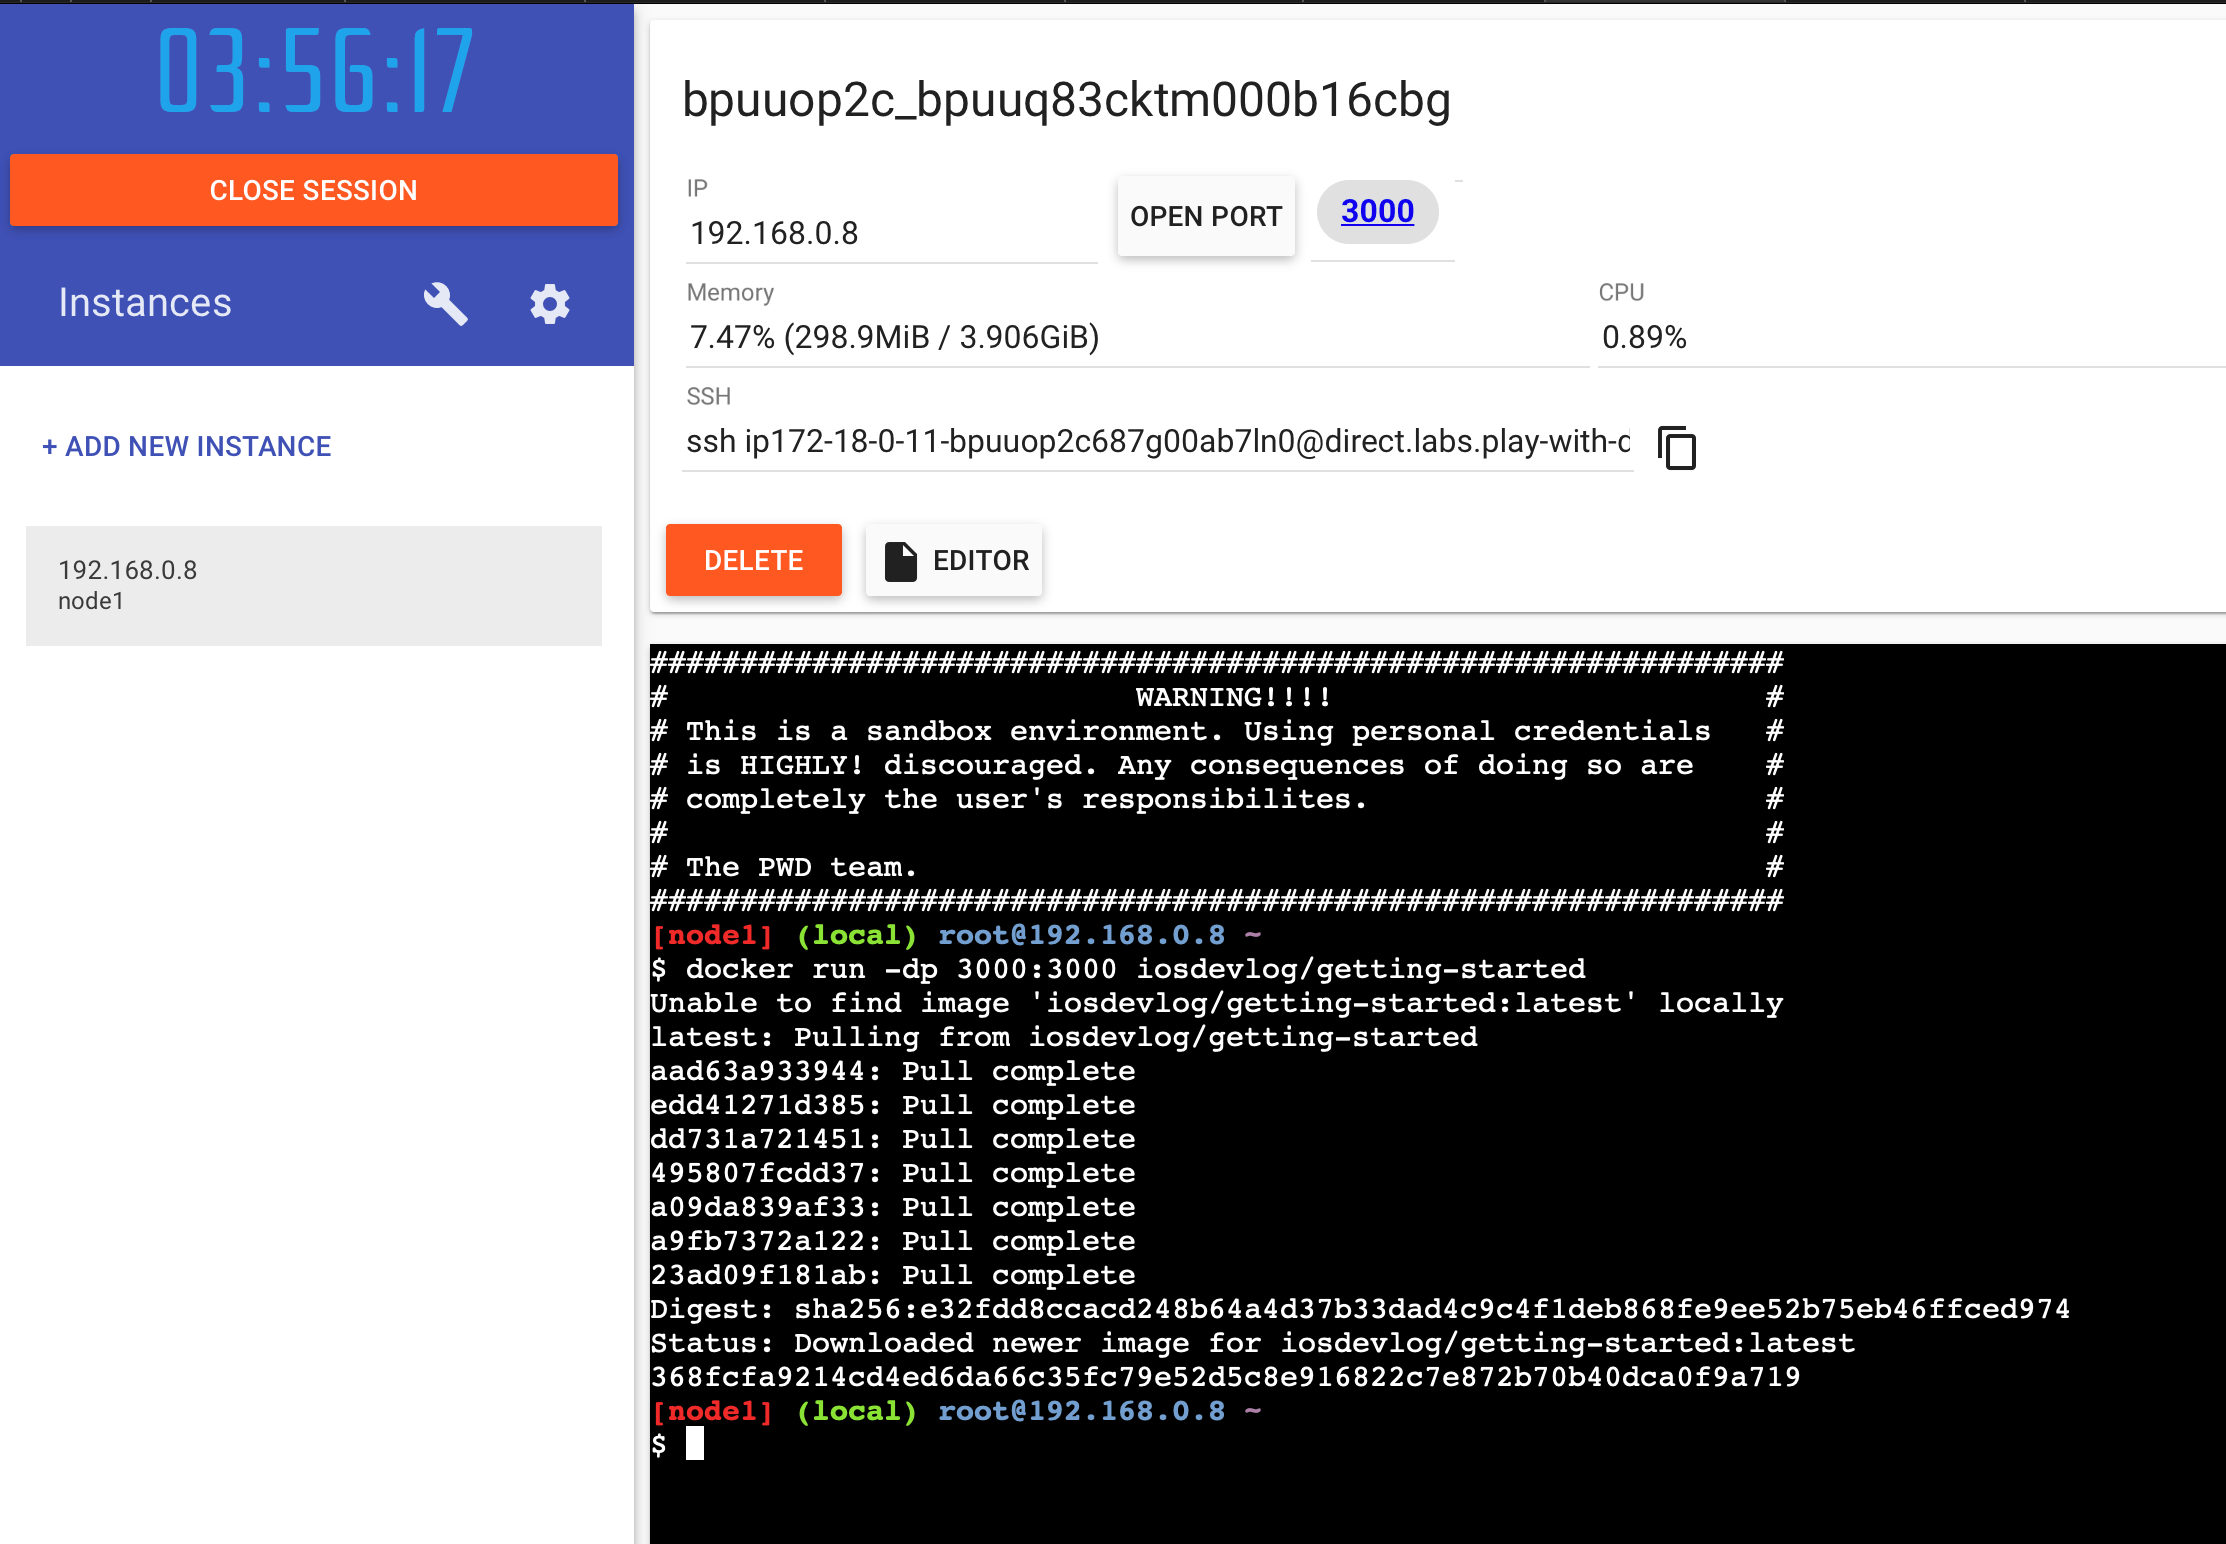 03:56:17
CLOSE SESSION
Instances
+ ADD NEW INSTANCE
192.168.0.8
node1
bpuuop2c_bpuuq83cktm000b16cbg
IP
192.168.0.8
OPEN PORT
3000
Memory
7.47% (298.9MiB / 3.906GiB)
CPU
0.89%
SSH
ssh ip172-18-0-11-bpuuop2c687g00ab7ln0@direct.labs.play-with-d
DELETE
EDITOR
###############################################################
#                          WARNING!!!!                        #
# This is a sandbox environment. Using personal credentials   #
# is HIGHLY! discouraged. Any consequences of doing so are    #
# completely the user's responsibilites.                      #
#                                                             #
# The PWD team.                                               #
###############################################################
[node1] (local) root@192.168.0.8 ~
$ docker run -dp 3000:3000 iosdevlog/getting-started
Unable to find image 'iosdevlog/getting-started:latest' locally
latest: Pulling from iosdevlog/getting-started
aad63a933944: Pull complete
edd41271d385: Pull complete
dd731a721451: Pull complete
495807fcdd37: Pull complete
a09da839af33: Pull complete
a9fb7372a122: Pull complete
23ad09f181ab: Pull complete
Digest: sha256:e32fdd8ccacd248b64a4d37b33dad4c9c4f1deb868fe9ee52b75eb46ffced974
Status: Downloaded newer image for iosdevlog/getting-started:latest
368fcfa9214cd4ed6da66c35fc79e52d5c8e916822c7e872b70b40dca0f9a719
[node1] (local) root@192.168.0.8 ~
$